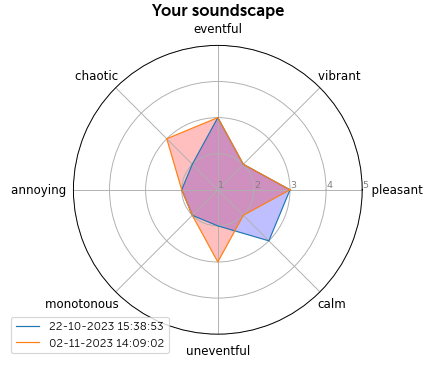 Your soundscape
eventful
chaotic
vibrant
annoying
1 2 3 4 5
pleasant
monotonous
calm
22-10-2023 15:38:53
02-11-2023 14:09:02
uneventful